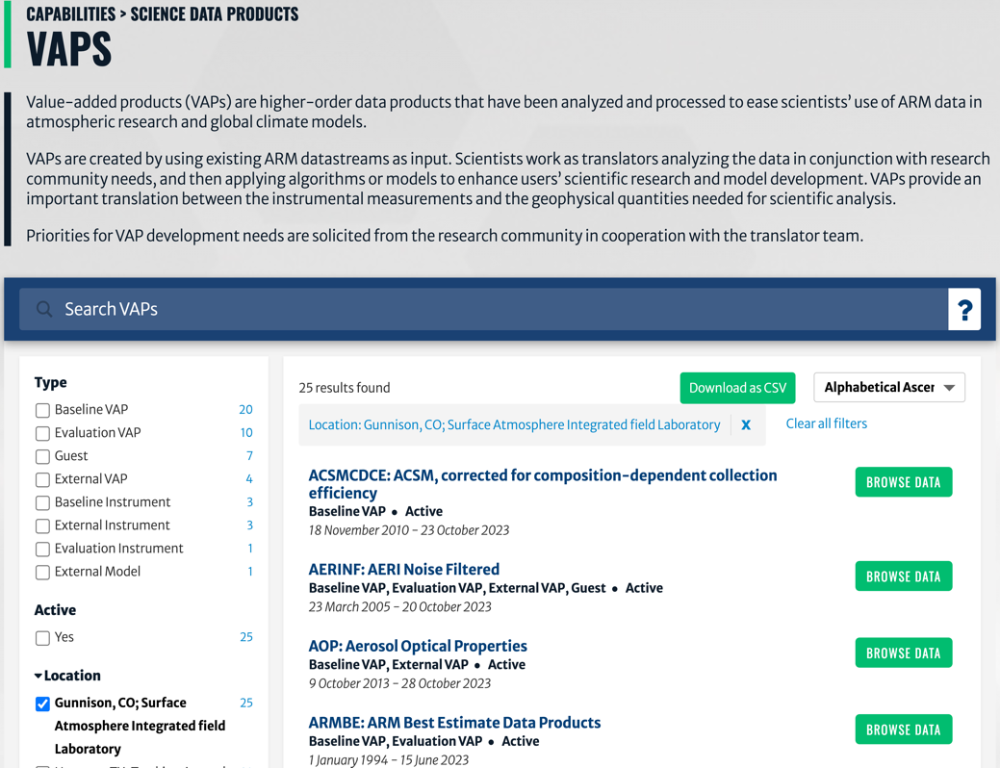 CAPABILITIES > SCIENCE DATA PRODUCTS
VAPS
Value-added products (VAPs) are higher-order data products that have been analyzed and processed to ease scientists' use of ARM data in
atmospheric research and global climate models.
VAPs are created by using existing ARM datastreams as input. Scientists work as translators analyzing the data in conjunction with research
community needs, and then applying algorithms or models to enhance users' scientific research and model development. VAPs provide an
important translation between the instrumental measurements and the geophysical quantities needed for scientific analysis.
Priorities for VAP development needs are solicited from the research community in cooperation with the translator team.
Search VAPs
?
Type
Baseline VAP 20
Evaluation VAP 10
Guest 7
External VAP 4
Baseline Instrument 3
External Instrument 3
Evaluation Instrument 1
External Model 1
Active
Yes 25
Location
Gunnison, CO; Surface 25
Atmosphere Integrated field
Laboratory
25 results found
Download as CSV
Alphabetical Ascer
Location: Gunnison, CO; Surface Atmosphere Integrated field Laboratory X
Clear all filters
ACSMCDCE: ACSM, corrected for composition-dependent collection
efficiency
Baseline VAP • Active
18 November 2010 - 23 October 2023
BROWSE DATA
AERINF: AERI Noise Filtered
Baseline VAP, Evaluation VAP, External VAP, Guest • Active
23 March 2005 - 20 October 2023
BROWSE DATA
AOP: Aerosol Optical Properties
Baseline VAP, External VAP • Active
9 October 2013 - 28 October 2023
BROWSE DATA
ARMBE: ARM Best Estimate Data Products
Baseline VAP, Evaluation VAP • Active
1 January 1994 - 15 June 2023
BROWSE DATA